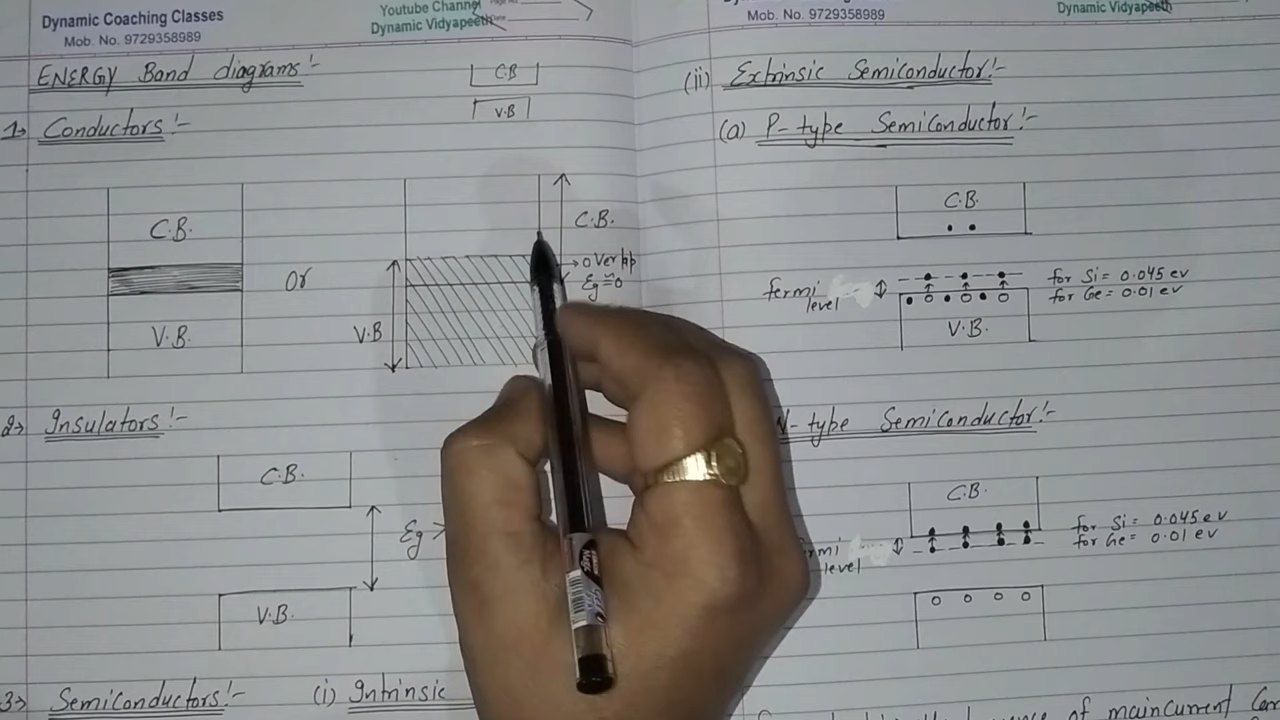 Dynamic Coaching Classes
Mob. No. 9729358989
Youtube Channel
Dynamic Vidyapeeth
ENERGY Band diagrams:-
C.B
V.B
1> Conductors:-
C.B.
V.B.
Or
V.B
C.B.
→ overlap
Eg ≈ 0
2> Insulators:-
C.B.
Eg >
V.B.
3> Semiconductors:- (i) Intrinsic
Mob. No. 9729358989
Dynamic Vidyapeeth
(ii) Extrinsic Semiconductor:-
(a) P-type Semiconductor:-
C.B.
fermi level
for Si = 0.045 ev
for Ge = 0.01 ev
V.B.
N-type Semiconductor:-
C.B.
level
for Si = 0.045 ev
for Ge = 0.01 ev
of maincurrent